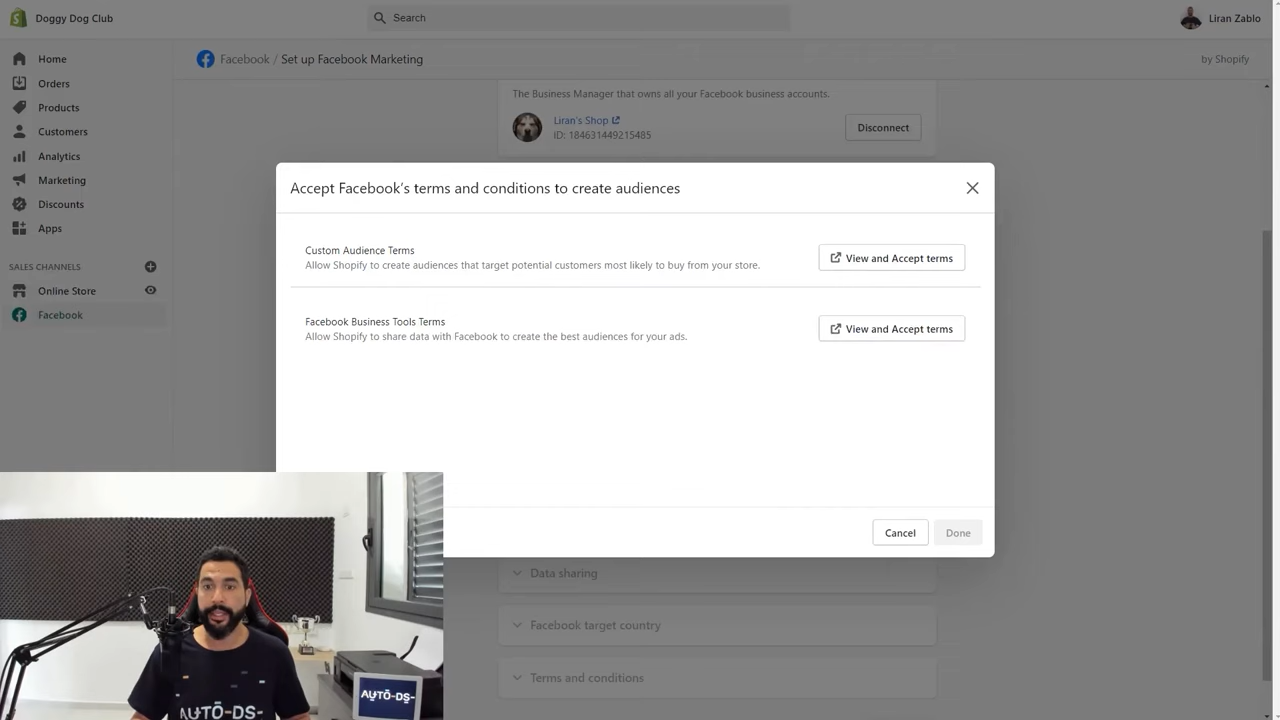 Doggy Dog Club
Search
Liran Zablo
Home
Orders
Products
Customers
Analytics
Marketing
Discounts
Apps
SALES CHANNELS
Online Store
Facebook
Facebook / Set up Facebook Marketing
by Shopify
The Business Manager that owns all your Facebook business accounts.
Liran's Shop
ID: 184631449215485
Disconnect
Accept Facebook's terms and conditions to create audiences
Custom Audience Terms
Allow Shopify to create audiences that target potential customers most likely to buy from your store.
View and Accept terms
Facebook Business Tools Terms
Allow Shopify to share data with Facebook to create the best audiences for your ads.
View and Accept terms
Cancel
Done
Data sharing
Facebook target country
Terms and conditions
AUTO-DS-
AUTO-DS-